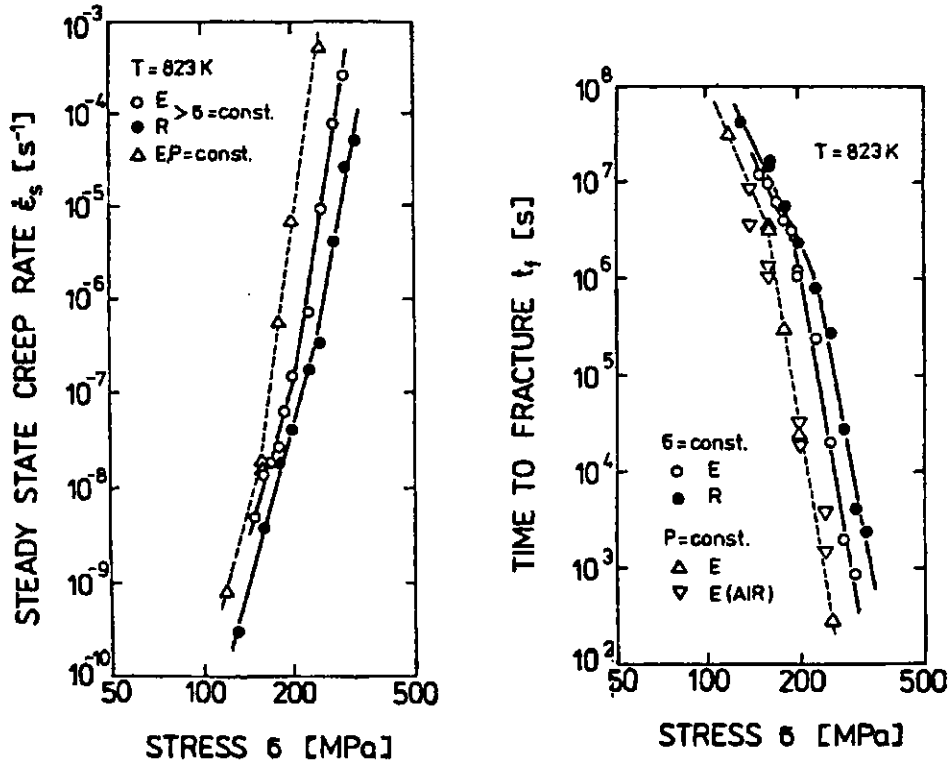 STEADY STATE CREEP RATE ε̇s [s⁻¹]
10⁻³
10⁻⁴
10⁻⁵
10⁻⁶
10⁻⁷
10⁻⁸
10⁻⁹
10⁻¹⁰
T = 823 K
○ E
● R
> б = const.
△ E,P = const.
50 100 200 500
STRESS б [MPa]
TIME TO FRACTURE tf [s]
10⁸
10⁷
10⁶
10⁵
10⁴
10³
10²
T = 823 K
б = const.
○ E
● R
P = const.
△ E
▽ E (AIR)
50 100 200 500
STRESS б [MPa]